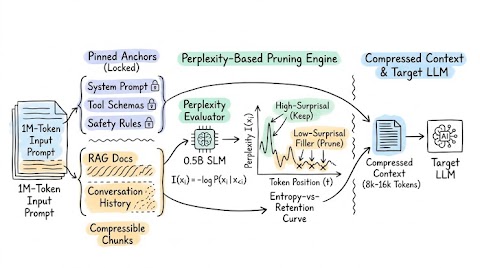 Pinned Anchors
(Locked)
System Prompt
Tool Schemas
Safety Rules
1M-Token
Input
Prompt
1M-Token
Input
Prompt
RAG Docs
Conversation
History
Compressible
Chunks
Perplexity-Based Pruning Engine
Perplexity
Evaluator
0.5B SLM
I(xᵢ)=-log P(xᵢ|x<ᵢ)
Perplexity I(xᵢ)
High-Surprisal
(Keep)
Low-Surprisal
Filler (Prune)
Token Position (t)
Entropy-vs-
Retention
Curve
Compressed Context
& Target LLM
Compressed
Context
(8k-16k Tokens)
AI
Target
LLM